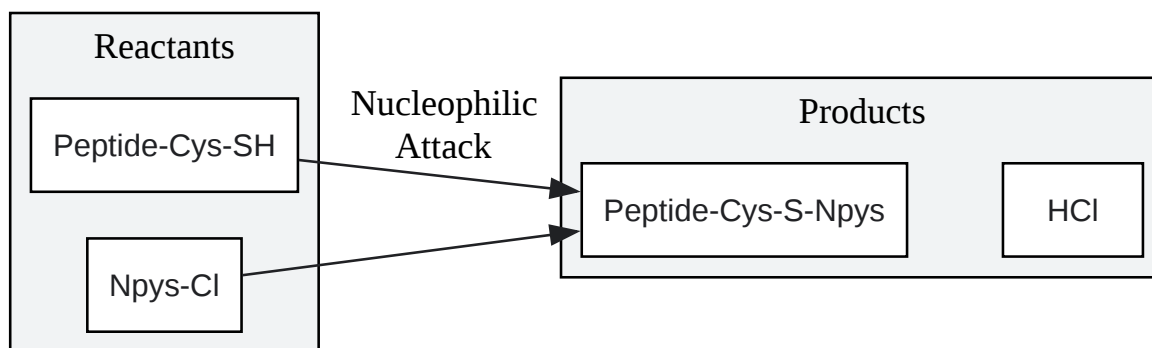 Reactants
Peptide-Cys-SH
Npys-Cl
Nucleophilic
Attack
Products
Peptide-Cys-S-Npys
HCl